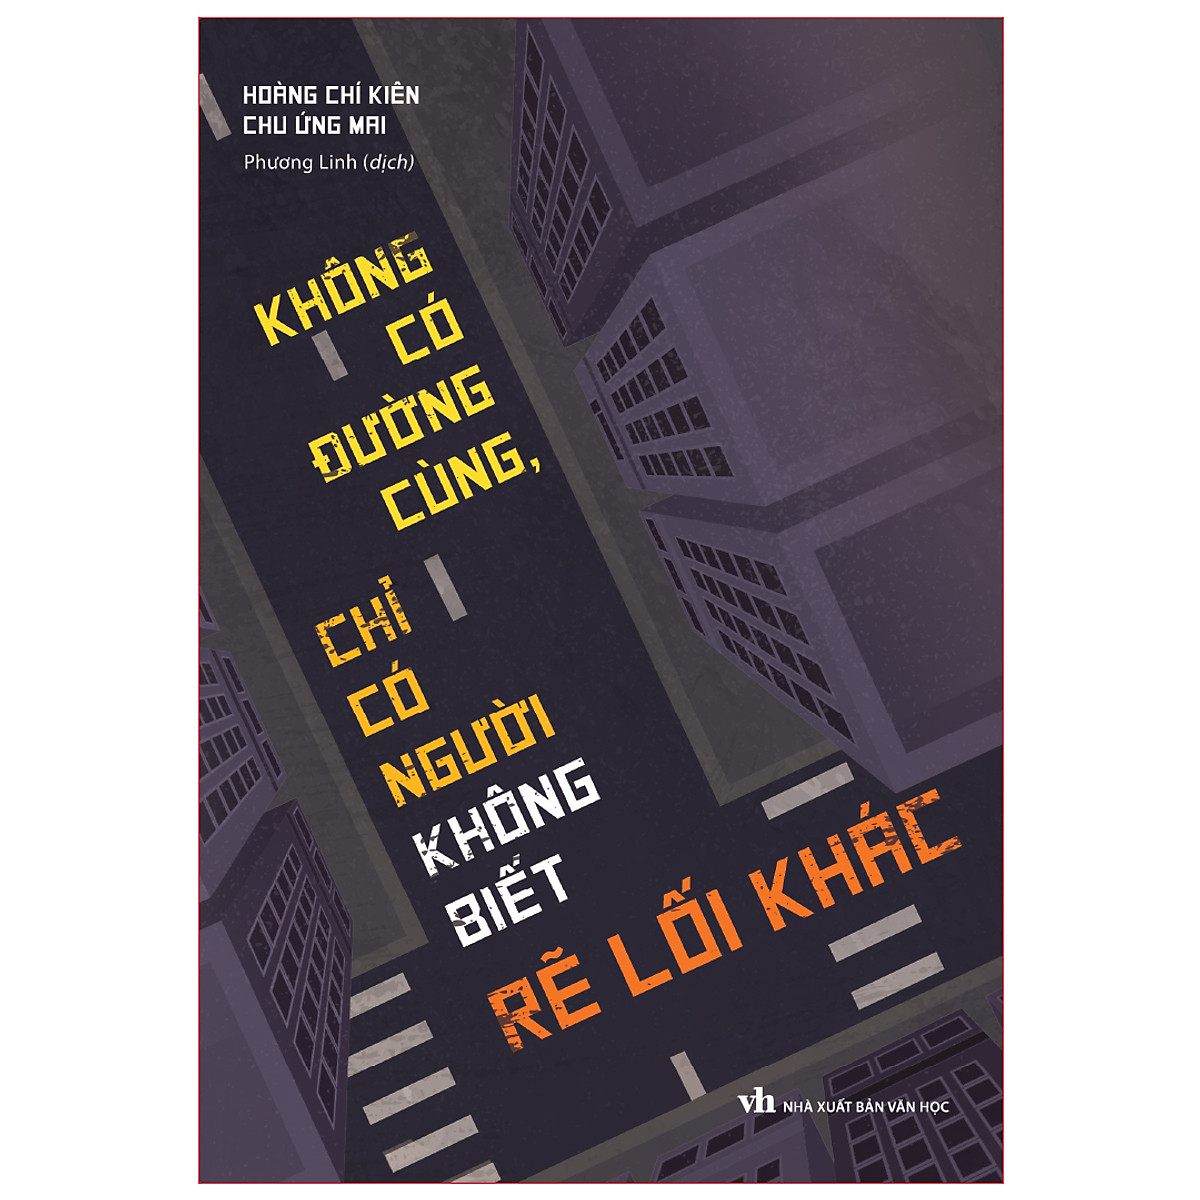 HOÀNG CHÍ KIÊN
CHU ỨNG MAI
Phương Linh (dịch)
KHÔNG
CÓ
ĐƯỜNG
CÙNG,
CHỈ
CÓ
NGƯỜI
KHÔNG
BIẾT
RẼ LỐI KHÁC
vh NHÀ XUẤT BẢN VĂN HỌC